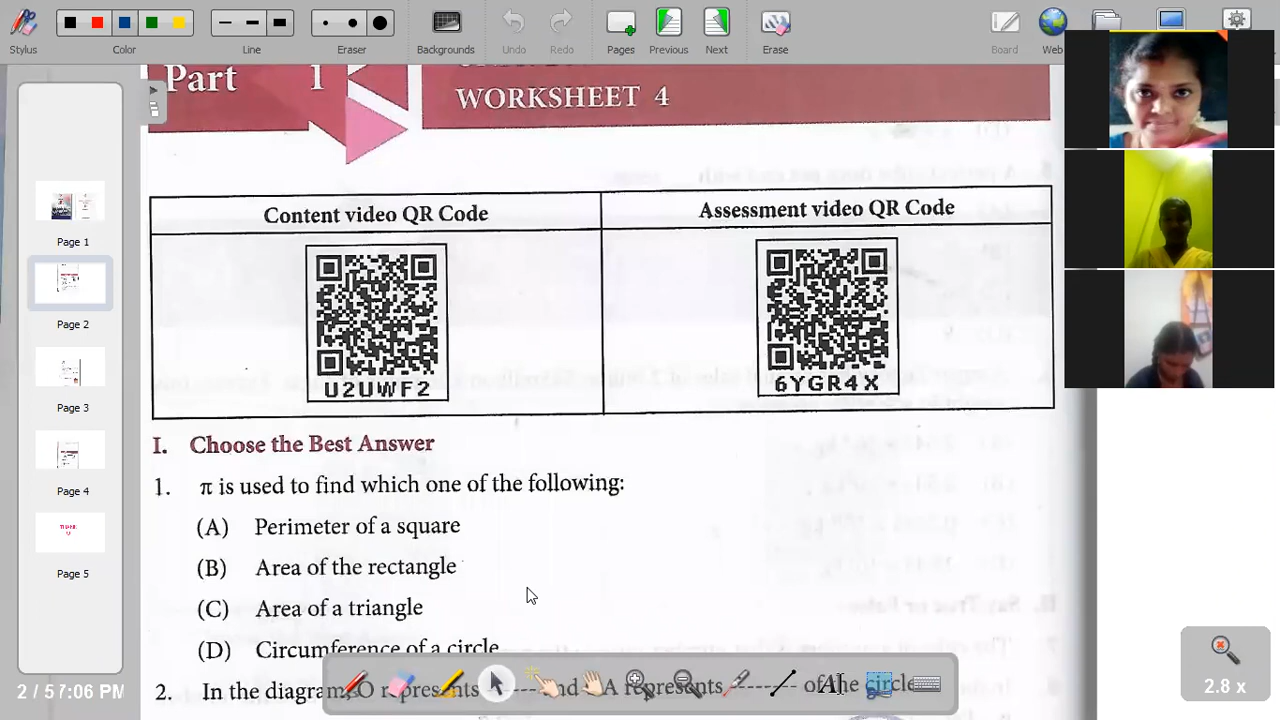 Stylus
Color
Line
Eraser
Backgrounds
Undo
Redo
Pages
Previous
Next
Erase
Board
Web
Part 1
WORKSHEET 4
Page 1
Page 2
Page 3
Page 4
Page 5
Content video QR Code
Assessment video QR Code
U2UWF2
6YGR4X
I. Choose the Best Answer
1. π is used to find which one of the following:
(A) Perimeter of a square
(B) Area of the rectangle
(C) Area of a triangle
(D) Circumference of a circle
2. In the diagram O represents ------- and A represents ------- of the circle
2 / 5
7:06 PM
2.8 x